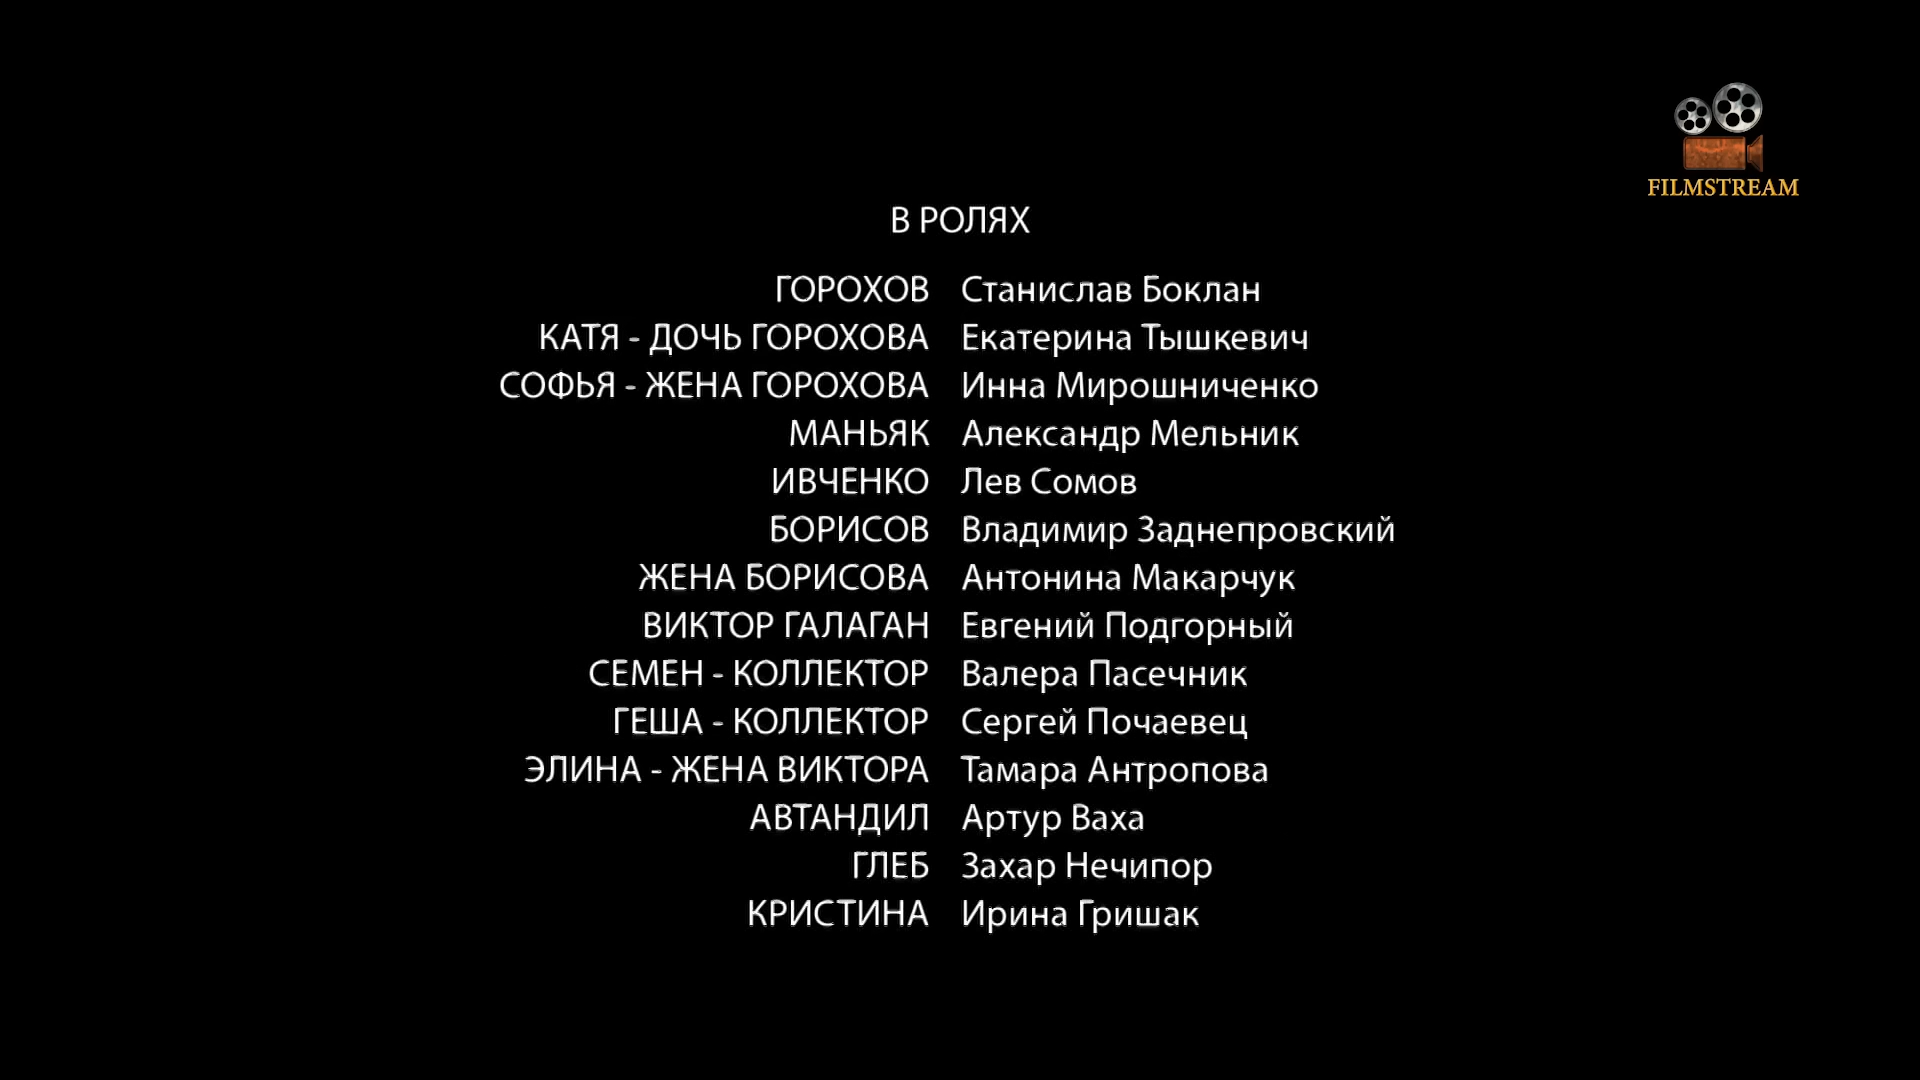 FILMSTREAM
В РОЛЯХ
ГОРОХОВ Станислав Боклан
КАТЯ - ДОЧЬ ГОРОХОВА Екатерина Тышкевич
СОФЬЯ - ЖЕНА ГОРОХОВА Инна Мирошниченко
МАНЬЯК Александр Мельник
ИВЧЕНКО Лев Сомов
БОРИСОВ Владимир Заднепровский
ЖЕНА БОРИСОВА Антонина Макарчук
ВИКТОР ГАЛАГАН Евгений Подгорный
СЕМЕН - КОЛЛЕКТОР Валера Пасечник
ГЕША - КОЛЛЕКТОР Сергей Почаевец
ЭЛИНА - ЖЕНА ВИКТОРА Тамара Антропова
АВТАНДИЛ Артур Ваха
ГЛЕБ Захар Нечипор
КРИСТИНА Ирина Гришак